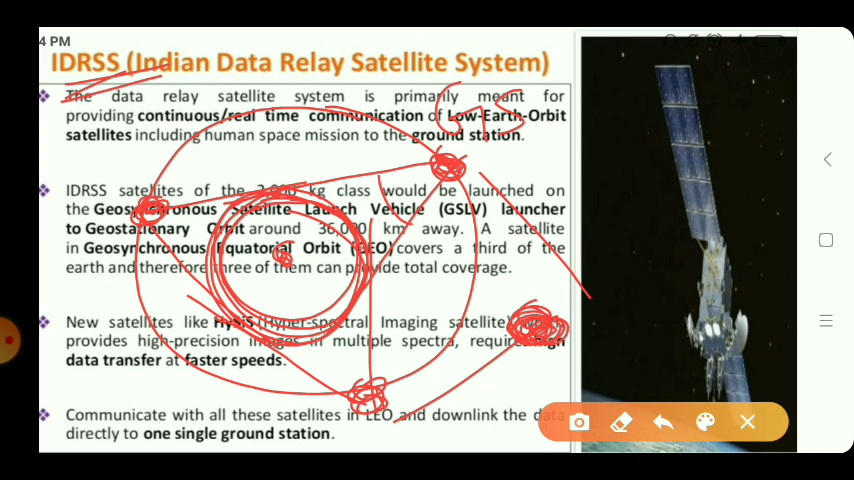 4 PM
IDRSS (Indian Data Relay Satellite System)
The data relay satellite system is primarily meant for
providing continuous/real time communication of Low-Earth-Orbit
satellites including human space mission to the ground station.
GS
IDRSS satellites of the 2,000 kg class would be launched on
the Geosynchronous Satellite Launch Vehicle (GSLV) launcher
to Geostationary Orbit around 36,000 km away. A satellite
in Geosynchronous Equatorial Orbit (GEO) covers a third of the
earth and therefore three of them can provide total coverage.
New satellites like HySIS (Hyper-spectral Imaging satellite)
provides high-precision images in multiple spectra, requires high
data transfer at faster speeds.
Communicate with all these satellites in LEO and downlink the data
directly to one single ground station.